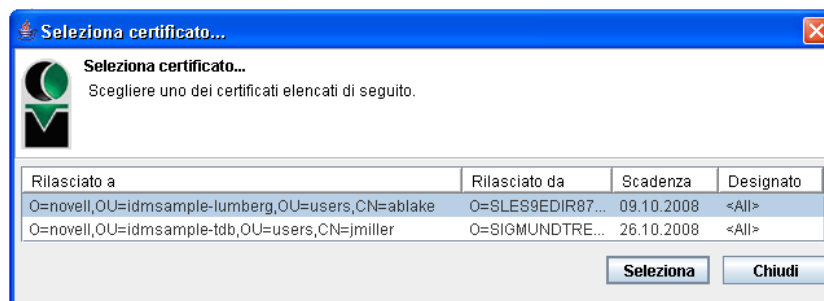 Seleziona certificato...
Seleziona certificato...
Scegliere uno dei certificati elencati di seguito.
Rilasciato a Rilasciato da Scadenza Designato
O=novell,OU=idmsample-lumberg,OU=users,CN=ablake O=SLES9EDIR87... 09.10.2008 <All>
O=novell,OU=idmsample-tdb,OU=users,CN=jmiller O=SIGMUNDTRE... 26.10.2008 <All>
Seleziona Chiudi